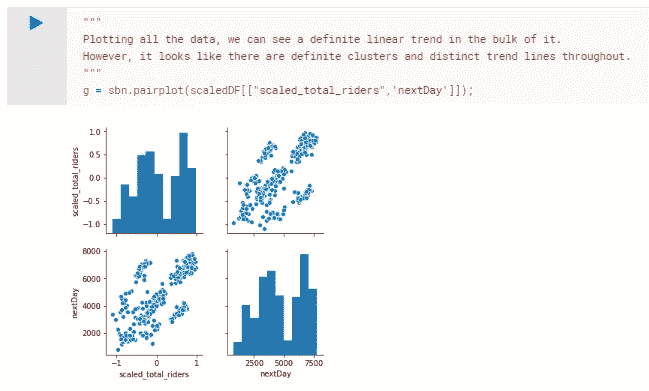 """
Plotting all the data, we can see a definite linear trend in the bulk of it.
However, it looks like there are definite clusters and distinct trend lines throughout.
"""
g = sbn.pairplot(scaledDF[["scaled_total_riders",'nextDay']]);
1.0
0.5
0.0
−0.5
−1.0
scaled_total_riders
8000
6000
4000
2000
nextDay
−1 0 1
scaled_total_riders
2500 5000 7500
nextDay